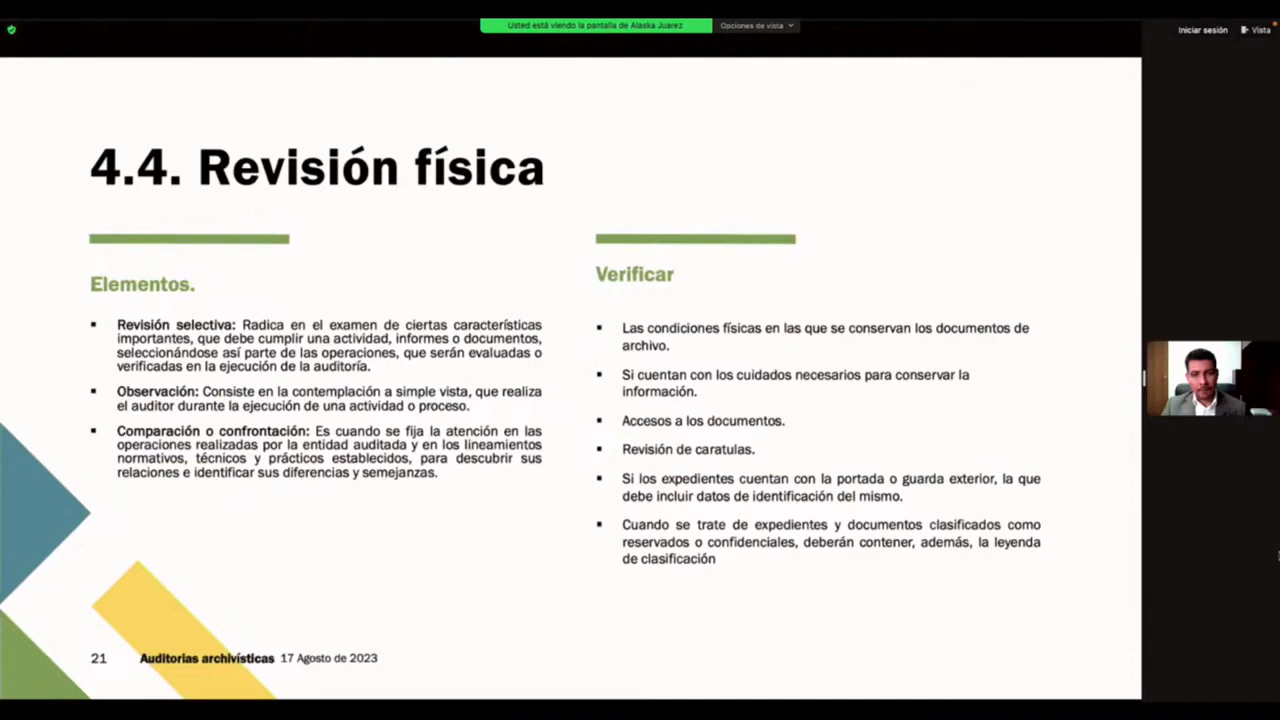 Usted está viendo la pantalla de Alaska Juarez
Opciones de vista
Iniciar sesión
Vista
4.4. Revisión física
Elementos.
▪ Revisión selectiva: Radica en el examen de ciertas características
importantes, que debe cumplir una actividad, informes o documentos,
seleccionándose así parte de las operaciones, que serán evaluadas o
verificadas en la ejecución de la auditoría.
▪ Observación: Consiste en la contemplación a simple vista, que realiza
el auditor durante la ejecución de una actividad o proceso.
▪ Comparación o confrontación: Es cuando se fija la atención en las
operaciones realizadas por la entidad auditada y en los lineamientos
normativos, técnicos y prácticos establecidos, para descubrir sus
relaciones e identificar sus diferencias y semejanzas.
Verificar
▪ Las condiciones físicas en las que se conservan los documentos de
archivo.
▪ Si cuentan con los cuidados necesarios para conservar la
información.
▪ Accesos a los documentos.
▪ Revisión de caratulas.
▪ Si los expedientes cuentan con la portada o guarda exterior, la que
debe incluir datos de identificación del mismo.
▪ Cuando se trate de expedientes y documentos clasificados como
reservados o confidenciales, deberán contener, además, la leyenda
de clasificación
21 Auditorias archivísticas 17 Agosto de 2023